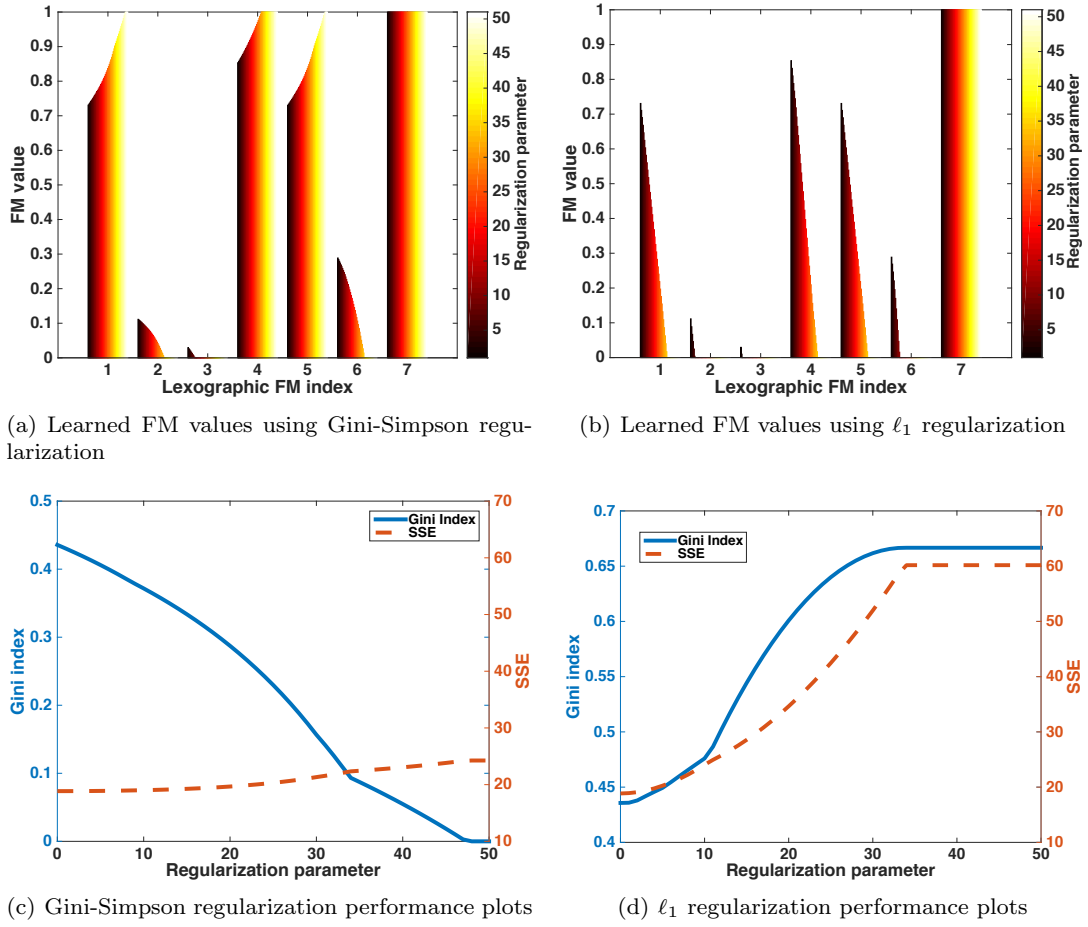 1
0.9
0.8
0.7
0.6
0.5
0.4
0.3
0.2
0.1
0
FM value
1 2 3 4 5 6 7
Lexographic FM index
50
45
40
35
30
25
20
15
10
5
Regularization parameter
(a) Learned FM values using Gini-Simpson regu-
larization
1
0.9
0.8
0.7
0.6
0.5
0.4
0.3
0.2
0.1
0
FM value
1 2 3 4 5 6 7
Lexographic FM index
50
45
40
35
30
25
20
15
10
5
Regularization parameter
(b) Learned FM values using ℓ1 regularization
0.5
0.4
0.3
0.2
0.1
0
Gini index
Gini Index
SSE
70
60
50
40
30
20
10
SSE
0 10 20 30 40 50
Regularization parameter
(c) Gini-Simpson regularization performance plots
0.7
0.65
0.6
0.55
0.5
0.45
0.4
Gini index
Gini Index
SSE
70
60
50
40
30
20
10
SSE
0 10 20 30 40 50
Regularization parameter
(d) ℓ1 regularization performance plots